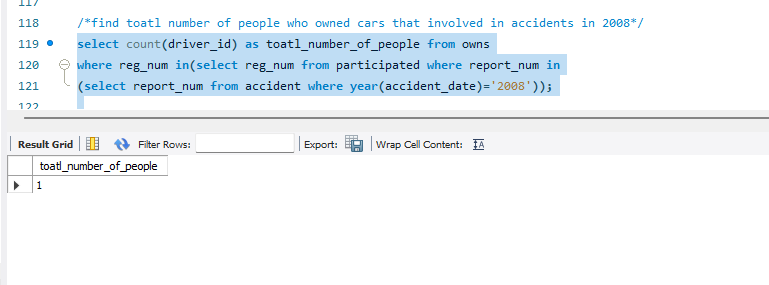 117
118 /*find toatl number of people who owned cars that involved in accidents in 2008*/
119 select count(driver_id) as toatl_number_of_people from owns
120 where reg_num in(select reg_num from participated where report_num in
121 (select report_num from accident where year(accident_date)='2008'));
122
Result Grid Filter Rows: Export: Wrap Cell Content: IA
toatl_number_of_people
1